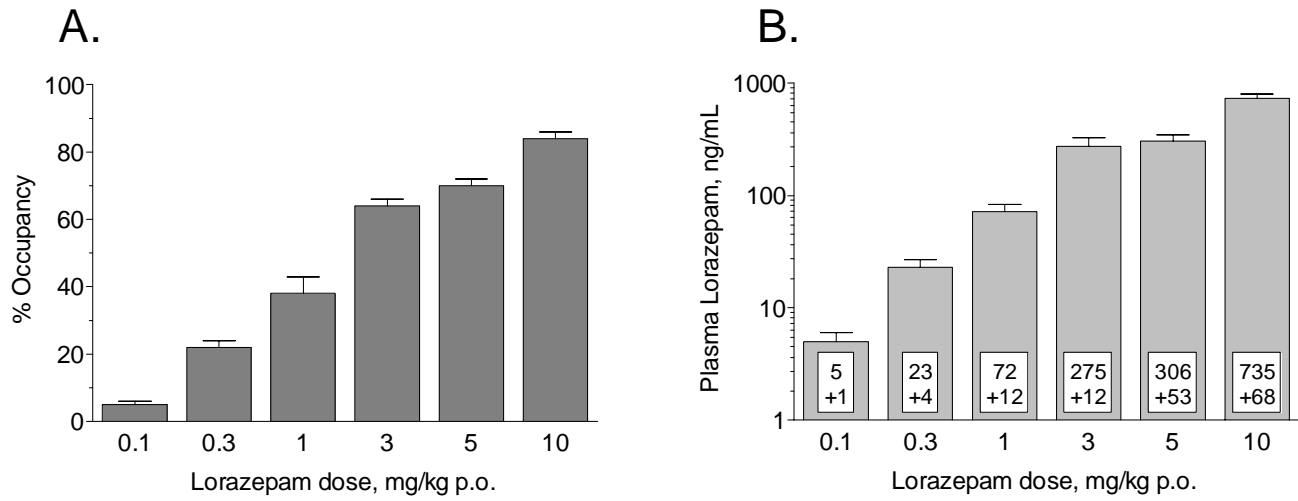 A.
% Occupancy
100
80
60
40
20
0
0.1 0.3 1 3 5 10
Lorazepam dose, mg/kg p.o.
B.
Plasma Lorazepam, ng/mL
1000
100
10
1
5 23 72 275 306 735
+1 +4 +12 +12 +53 +68
0.1 0.3 1 3 5 10
Lorazepam dose, mg/kg p.o.